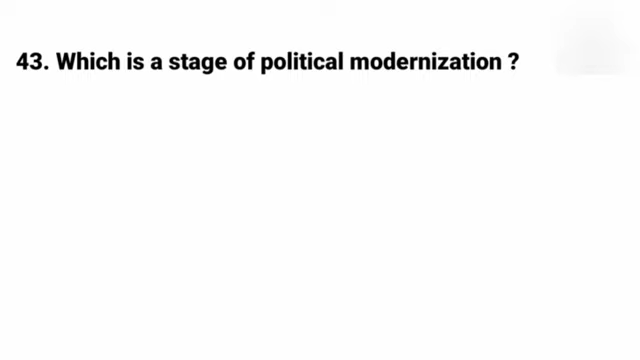 43. Which is a stage of political modernization ?